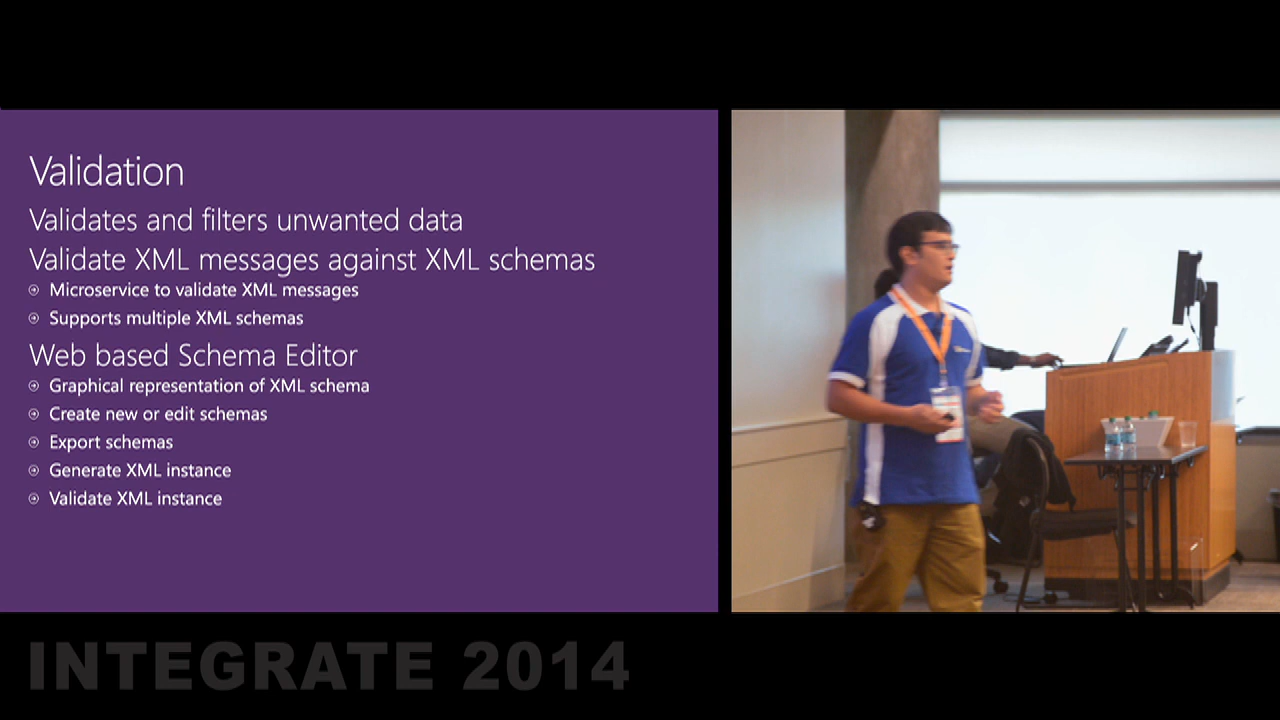 Validation
Validates and filters unwanted data
Validate XML messages against XML schemas
Microservice to validate XML messages
Supports multiple XML schemas
Web based Schema Editor
Graphical representation of XML schema
Create new or edit schemas
Export schemas
Generate XML instance
Validate XML instance
INTEGRATE 2014